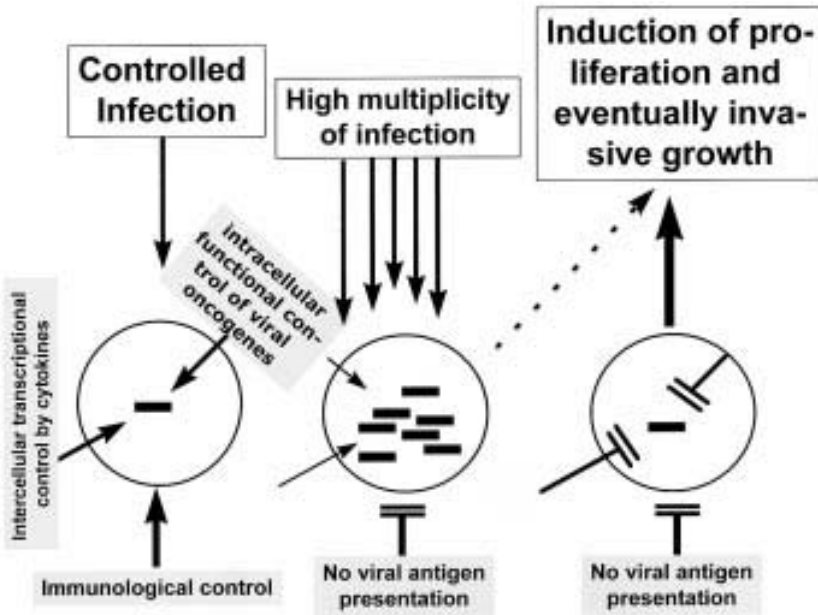 Controlled
Infection
High multiplicity
of infection
Induction of pro-
liferation and
eventually inva-
sive growth
intracellular
functional con-
trol of viral
oncogenes
Intercellular transcriptional
control by cytokines
Immunological control
No viral antigen
presentation
No viral antigen
presentation